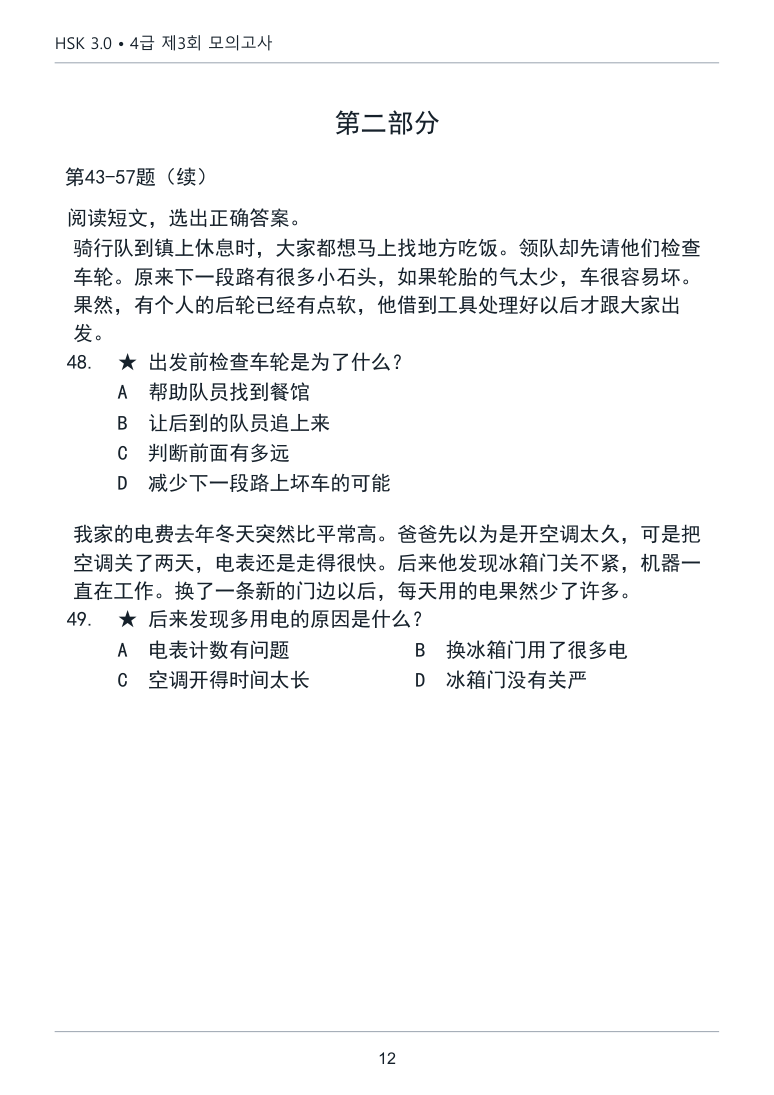 HSK 3.0 • 4급 제3회 모의고사
第二部分
第43-57题（续）
阅读短文，选出正确答案。
骑行队到镇上休息时，大家都想马上找地方吃饭。领队却先请他们检查
车轮。原来下一段路有很多小石头，如果轮胎的气太少，车很容易坏。
果然，有个人的后轮已经有点软，他借到工具处理好以后才跟大家出
发。
48. ★ 出发前检查车轮是为了什么？
A 帮助队员找到餐馆
B 让后到的队员追上来
C 判断前面有多远
D 减少下一段路上坏车的可能
我家的电费去年冬天突然比平常高。爸爸先以为是开空调太久，可是把
空调关了两天，电表还是走得很快。后来他发现冰箱门关不紧，机器一
直在工作。换了一条新的门边以后，每天用的电果然少了许多。
49. ★ 后来发现多用电的原因是什么？
A 电表计数有问题 B 换冰箱门用了很多电
C 空调开得时间太长 D 冰箱门没有关严
12